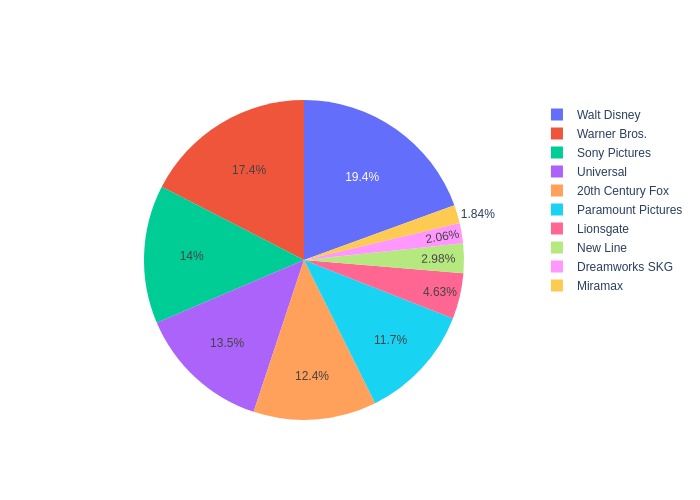 19.4%
17.4%
14%
13.5%
12.4%
11.7%
4.63%
2.98%
2.06%
1.84%
Walt Disney
Warner Bros.
Sony Pictures
Universal
20th Century Fox
Paramount Pictures
Lionsgate
New Line
Dreamworks SKG
Miramax